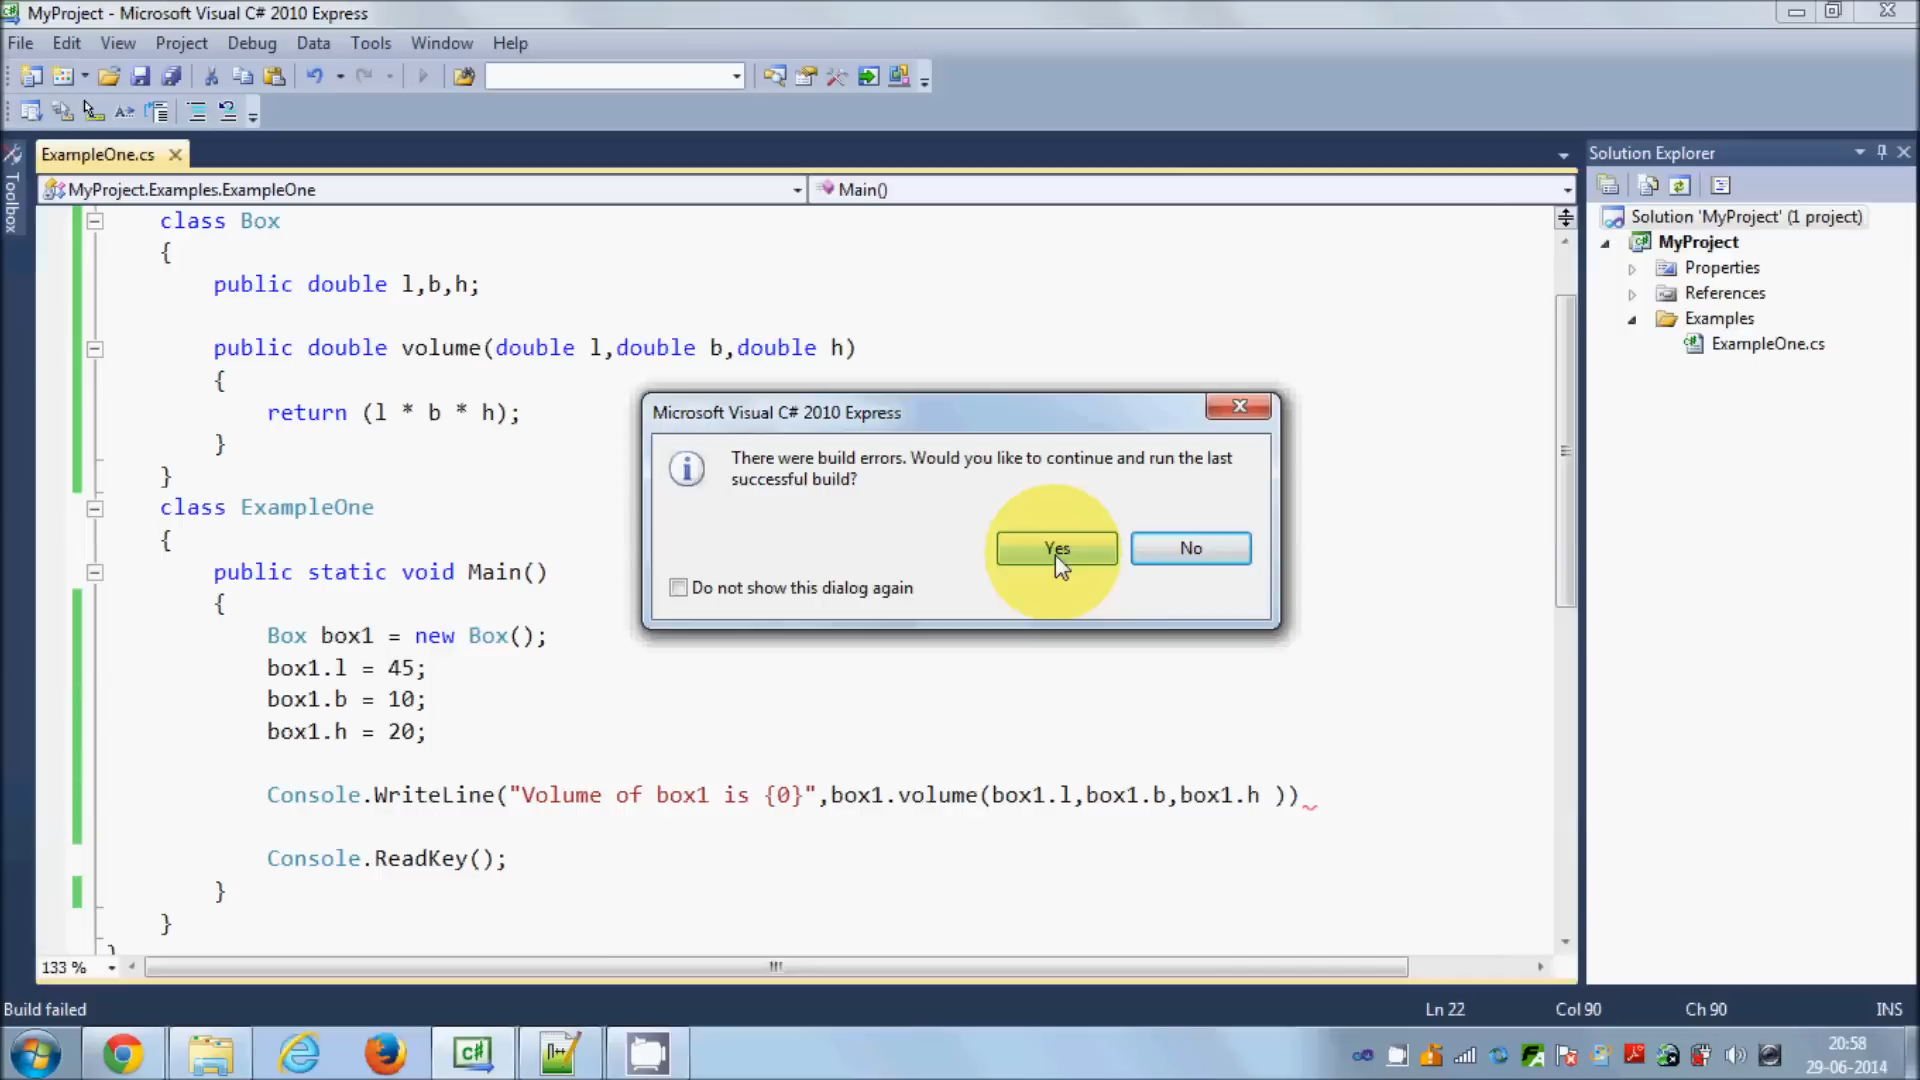 MyProject - Microsoft Visual C# 2010 Express
File Edit View Project Debug Data Tools Window Help
ExampleOne.cs
Solution Explorer
MyProject.Examples.ExampleOne
Main()
Toolbox
class Box
{
public double l,b,h;
public double volume(double l,double b,double h)
{
return (l * b * h);
}
}
class ExampleOne
{
public static void Main()
{
Box box1 = new Box();
box1.l = 45;
box1.b = 10;
box1.h = 20;
Console.WriteLine("Volume of box1 is {0}",box1.volume(box1.l,box1.b,box1.h ))
Console.ReadKey();
}
}
}
Microsoft Visual C# 2010 Express
There were build errors. Would you like to continue and run the last
successful build?
Yes
No
Do not show this dialog again
Solution 'MyProject' (1 project)
MyProject
Properties
References
Examples
ExampleOne.cs
133 %
Build failed
Ln 22
Col 90
Ch 90
INS
20:58
29-06-2014